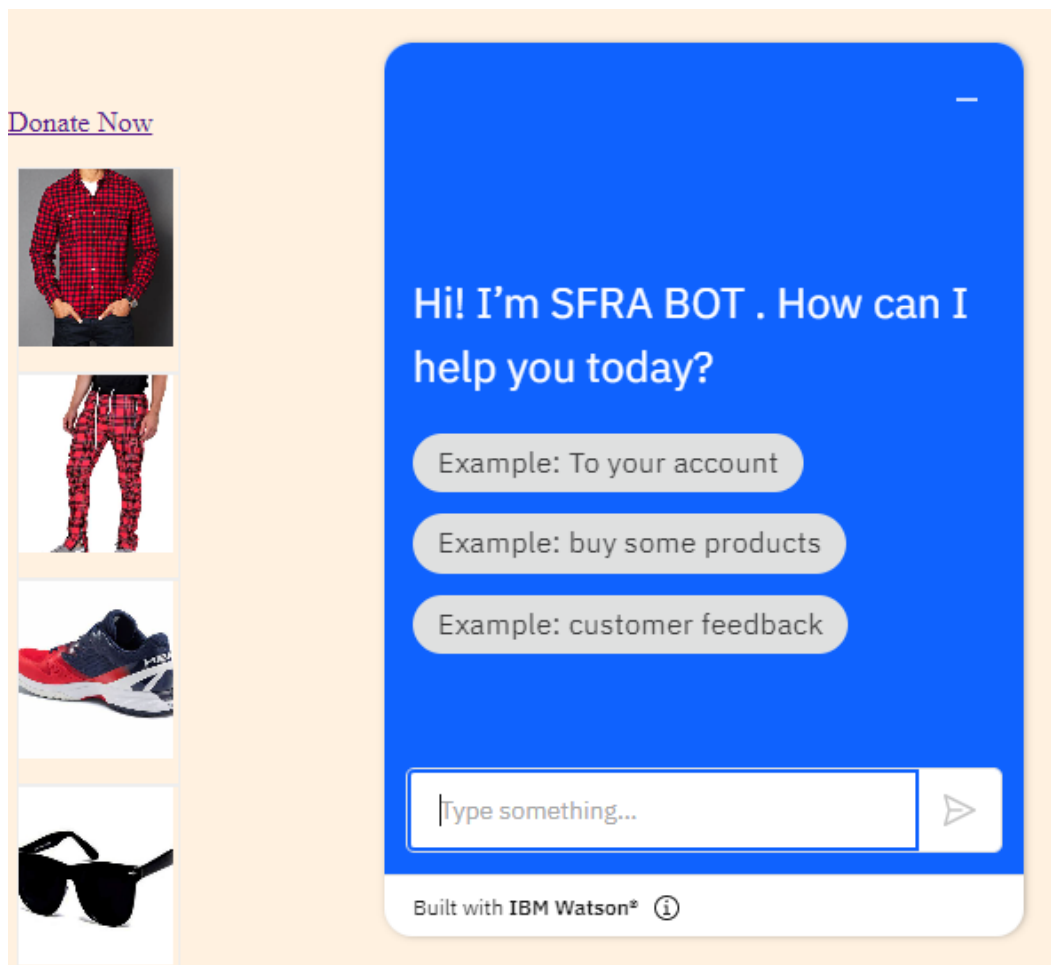 Donate Now
Hi! I’m SFRA BOT . How can I
help you today?
Example: To your account
Example: buy some products
Example: customer feedback
Type something...
Built with IBM Watson®